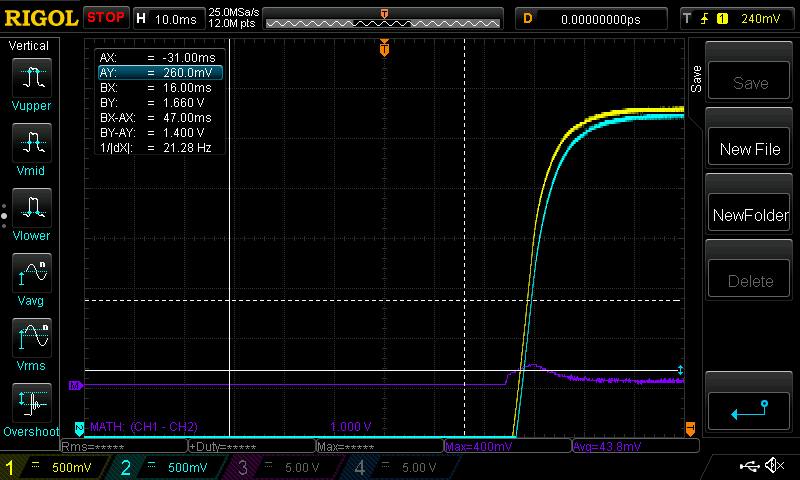 RIGOL STOP H 10.0ms 25.0MSa/s 12.0M pts T D 0.00000000ps T 1 240mV
Vertical
Vupper
Vmid
Vlower
n
Vavg
n
Vrms
Overshoot
T
AX: = -31.00ms
AY: = 260.0mV
BX: = 16.00ms
BY: = 1.660 V
BX-AX: = 47.00ms
BY-AY: = 1.400 V
1/|dX|: = 21.28 Hz
M
2
T
MATH: (CH1 - CH2) 1.000 V
Rms=***** +Duty=***** Max=***** Max=400mV Avg=43.8mV
1 = 500mV 2 = 500mV 3 = 5.00 V 4 = 5.00 V
Save
Save
New File
NewFolder
Delete